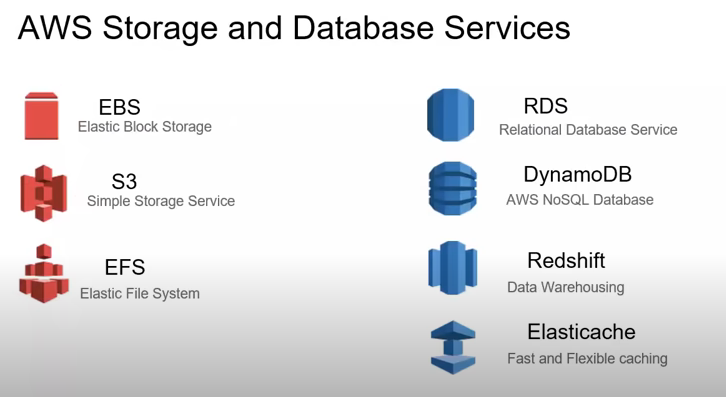 AWS Storage and Database Services
EBS
Elastic Block Storage
S3
Simple Storage Service
EFS
Elastic File System
RDS
Relational Database Service
DynamoDB
AWS NoSQL Database
Redshift
Data Warehousing
Elasticache
Fast and Flexible caching